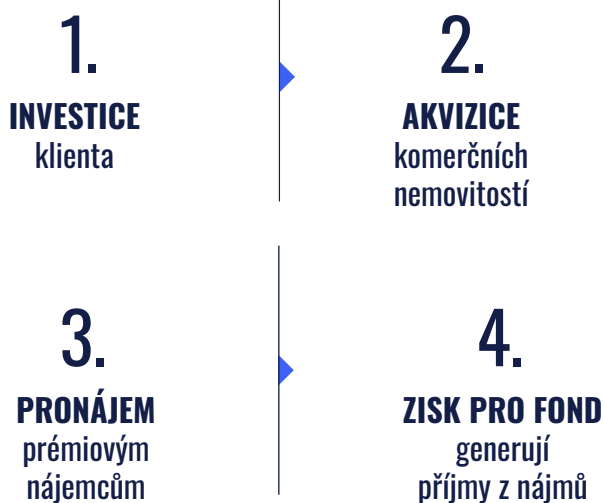 1.
INVESTICE
klienta
2.
AKVIZICE
komerčních
nemovitostí
3.
PRONÁJEM
prémiovým
nájemcům
4.
ZISK PRO FOND
generují
příjmy z nájmů